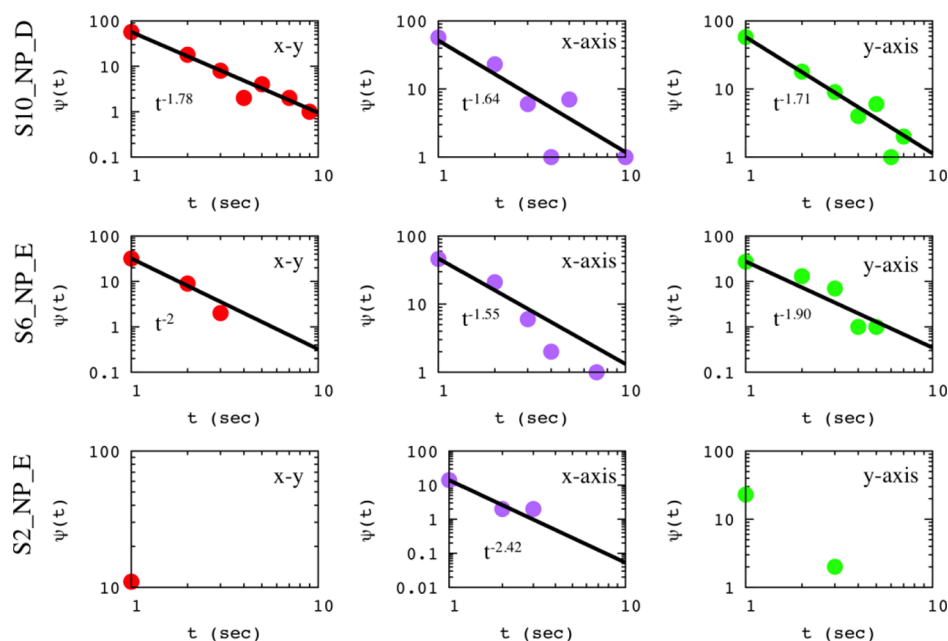 S10_NP_D
ψ(t)
100
10
1
0.1
x-y
t-1.78
1
10
t (sec)
ψ(t)
100
10
1
x-axis
t-1.64
1
10
t (sec)
ψ(t)
100
10
1
y-axis
t-1.71
1
10
t (sec)
S6_NP_E
ψ(t)
100
10
1
0.1
x-y
t-2
1
10
t (sec)
ψ(t)
100
10
1
x-axis
t-1.55
1
10
t (sec)
ψ(t)
100
10
1
0.1
y-axis
t-1.90
1
10
t (sec)
S2_NP_E
ψ(t)
100
10
x-y
1
10
t (sec)
ψ(t)
100
10
1
0.1
0.01
x-axis
t-2.42
1
10
t (sec)
ψ(t)
100
10
1
y-axis
1
10
t (sec)